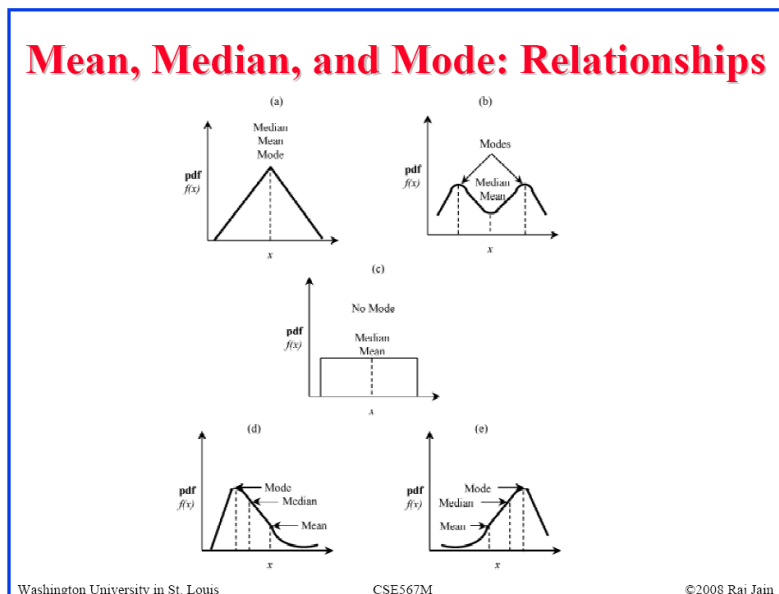 Mean, Median, and Mode: Relationships
(a)
Median
Mean
Mode
pdf
f(x)
x
(b)
Modes
pdf
f(x)
Median
Mean
x
(c)
No Mode
pdf
f(x)
Median
Mean
x
(d)
pdf
f(x)
Mode
Median
Mean
x
(e)
pdf
f(x)
Mode
Median
Mean
x
Washington University in St. Louis CSE567M ©2008 Raj Jain